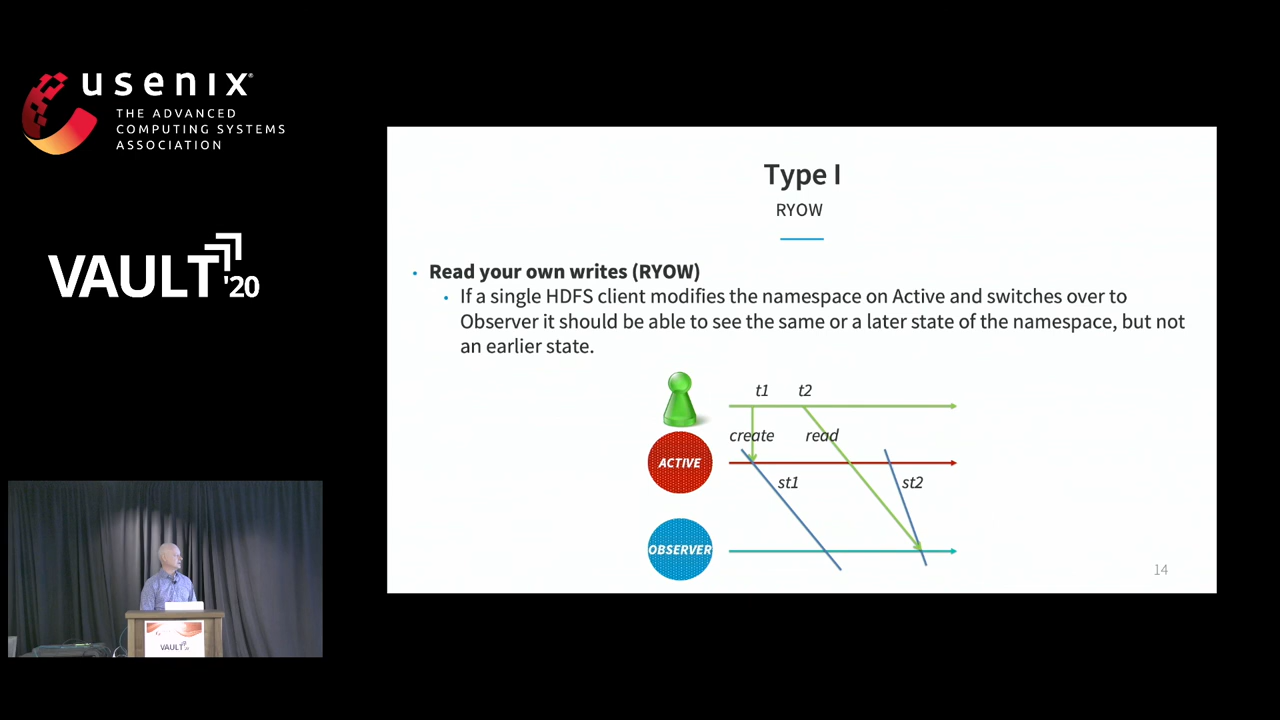 usenix
THE ADVANCED
COMPUTING SYSTEMS
ASSOCIATION
VAULT '20
Type I
RYOW
• Read your own writes (RYOW)
• If a single HDFS client modifies the namespace on Active and switches over to
Observer it should be able to see the same or a later state of the namespace, but not
an earlier state.
t1 t2
create read
ACTIVE
st1 st2
OBSERVER
14
VAULT '20